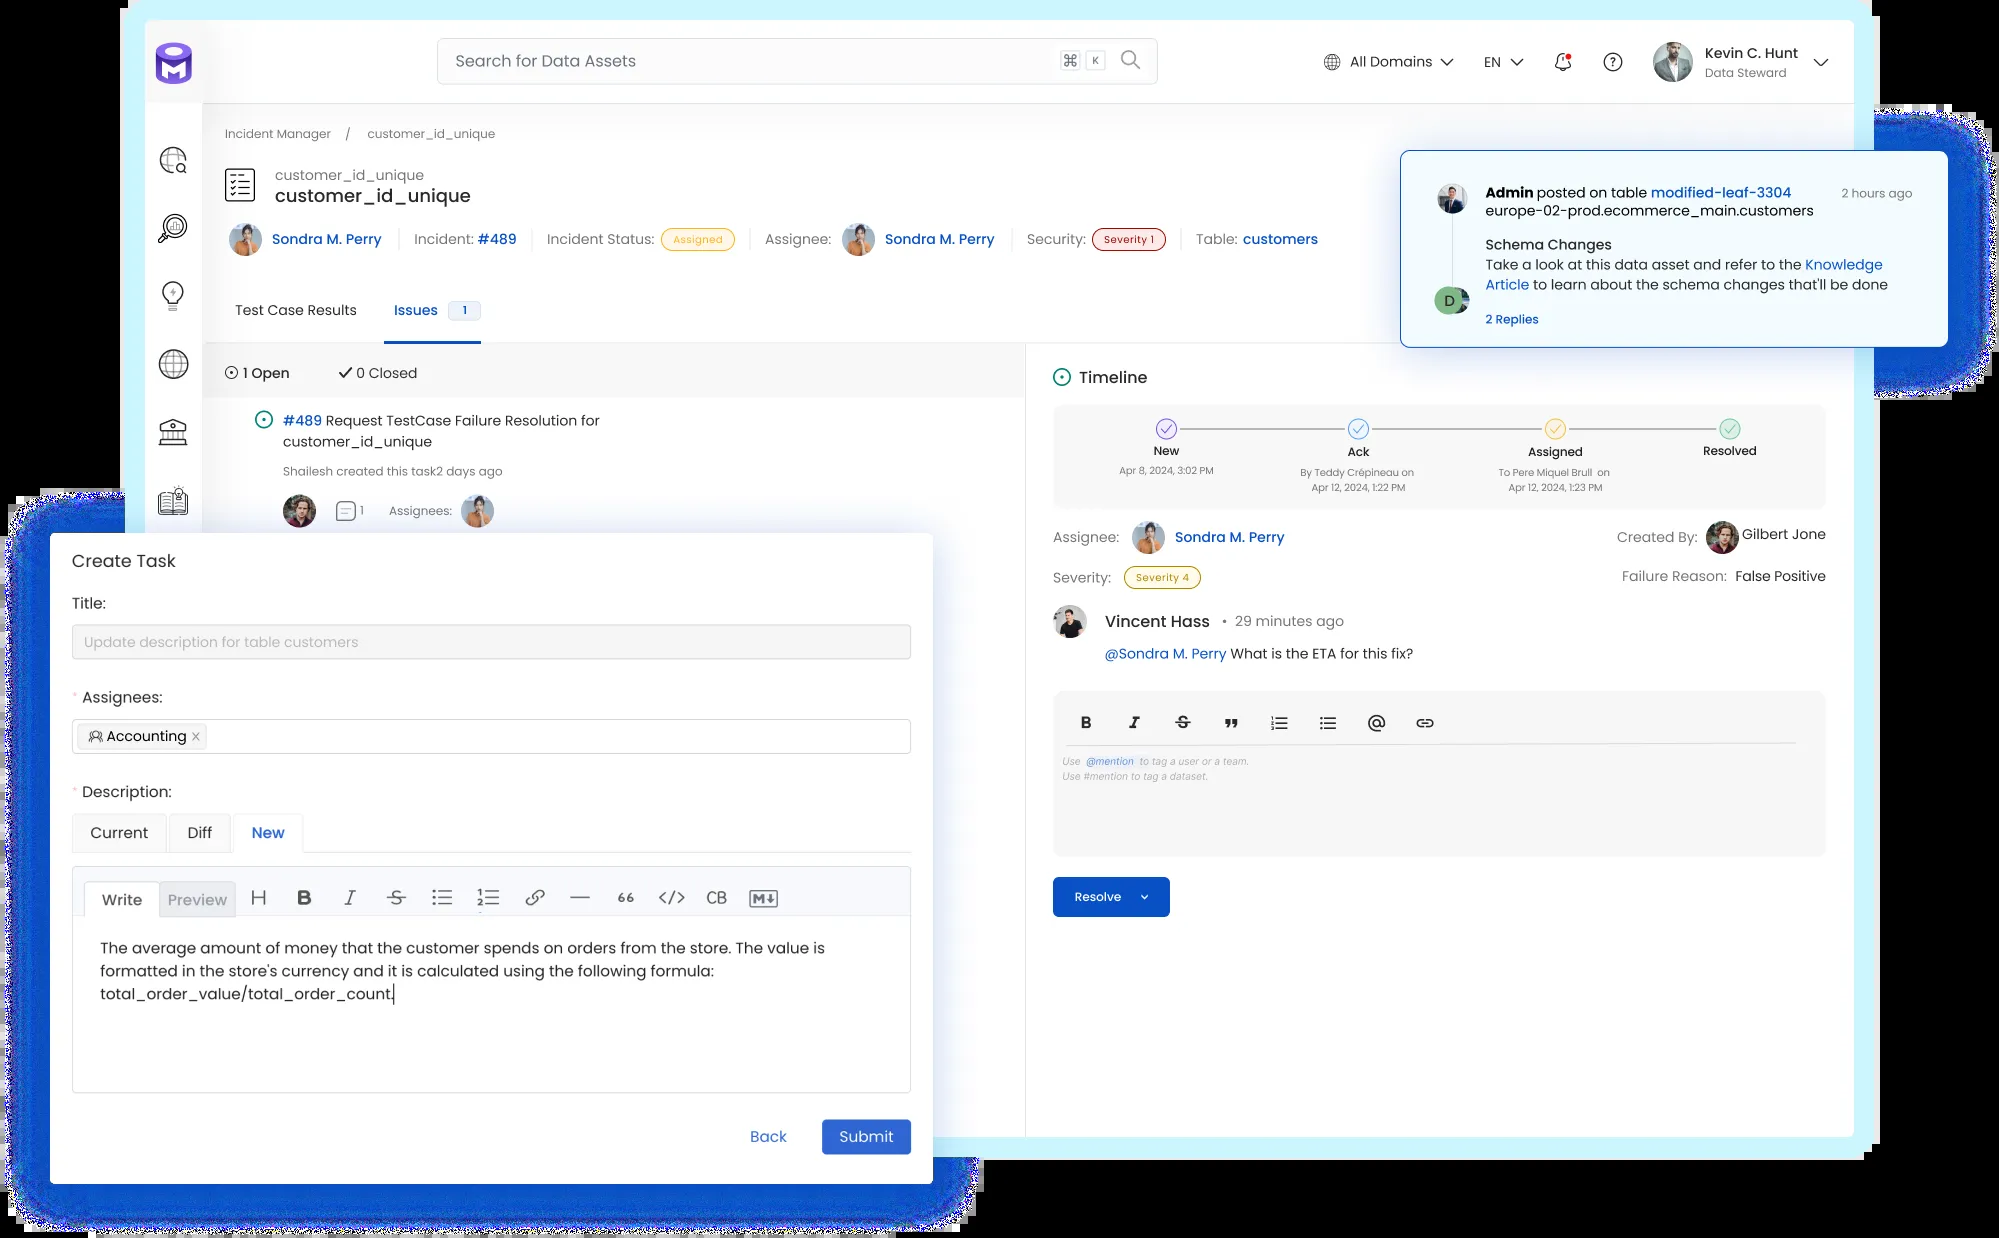 Search for Data Assets
⌘ K
All Domains
EN
Kevin C. Hunt
Data Steward
Incident Manager / customer_id_unique
customer_id_unique
customer_id_unique
Sondra M. Perry
Incident: #489
Incident Status: Assigned
Assignee: Sondra M. Perry
Security: Severity 1
Table: customers
Admin posted on table modified-leaf-3304
2 hours ago
europe-02-prod.ecommerce_main.customers
Schema Changes
Take a look at this data asset and refer to the Knowledge
Article to learn about the schema changes that'll be done
D
2 Replies
Test Case Results
Issues 1
1 Open
0 Closed
#489 Request TestCase Failure Resolution for
customer_id_unique
Shailesh created this task2 days ago
1
Assignees:
Timeline
New
Apr 8, 2024, 3:02 PM
Ack
By Teddy Crépineau on
Apr 12, 2024, 1:22 PM
Assigned
To Pere Miquel Brull on
Apr 12, 2024, 1:23 PM
Resolved
Assignee: Sondra M. Perry
Created By: Gilbert Jone
Severity: Severity 4
Failure Reason: False Positive
Vincent Hass • 29 minutes ago
@Sondra M. Perry What is the ETA for this fix?
B I S
Use @mention to tag a user or a team.
Use #mention to tag a dataset.
Resolve
Create Task
Title:
Update description for table customers
* Assignees:
Accounting ×
* Description:
Current
Diff
New
Write
Preview
H B I S 66 </> CB M↓
The average amount of money that the customer spends on orders from the store. The value is
formatted in the store's currency and it is calculated using the following formula:
total_order_value/total_order_count.
Back
Submit